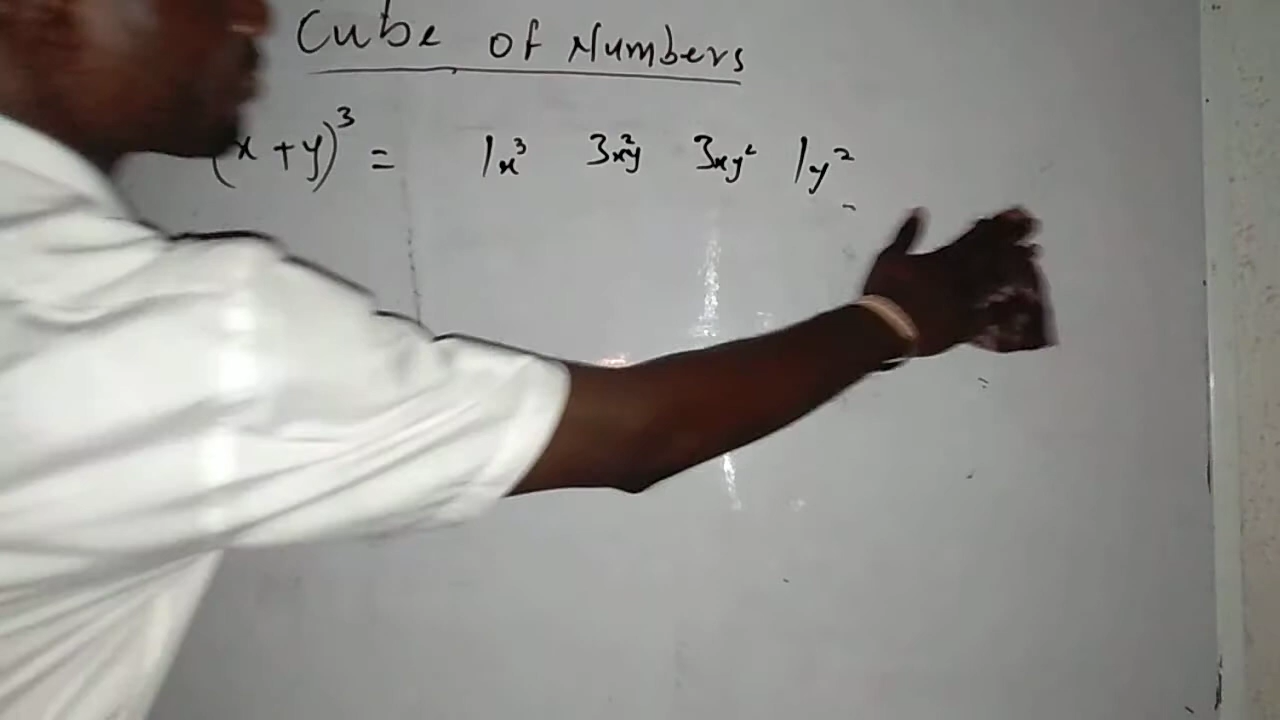 Cube of Numbers
(x + y)³ = 1x³ 3x²y 3xy² 1y²